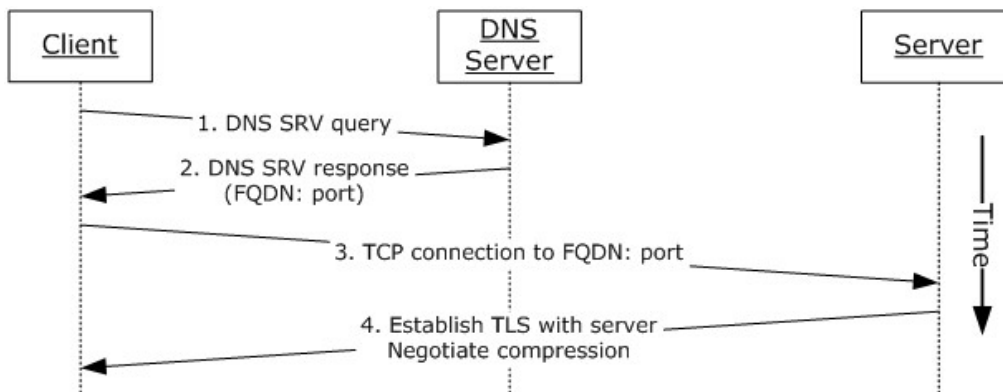 Client
DNS
Server
Server
1. DNS SRV query
2. DNS SRV response
(FQDN: port)
3. TCP connection to FQDN: port
4. Establish TLS with server
Negotiate compression
Time